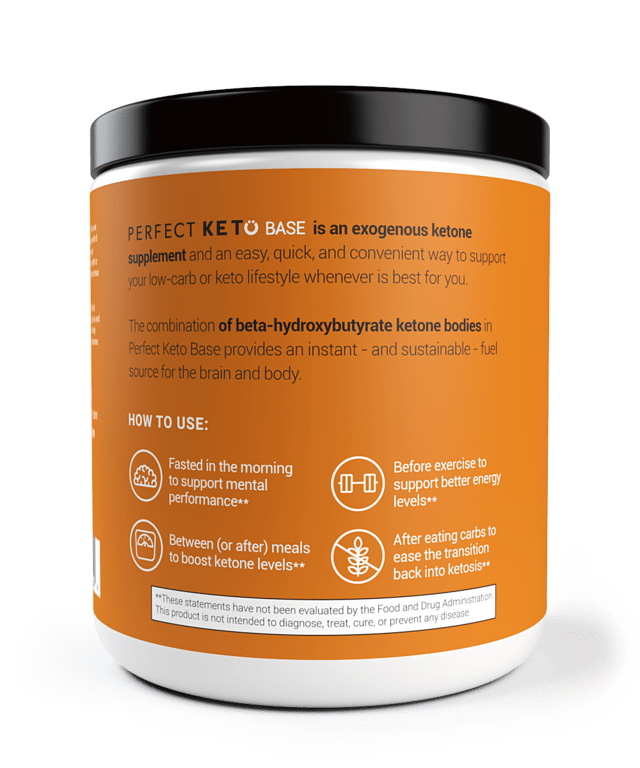 PERFECT KETO BASE is an exogenous ketone
supplement and an easy, quick, and convenient way to support
your low-carb or keto lifestyle whenever is best for you.
The combination of beta-hydroxybutyrate ketone bodies in
Perfect Keto Base provides an instant - and sustainable - fuel
source for the brain and body.
HOW TO USE:
Fasted in the morning
to support mental
performance**
Before exercise to
support better energy
levels**
Between (or after) meals
to boost ketone levels**
After eating carbs to
ease the transition
back into ketosis**
**These statements have not been evaluated by the Food and Drug Administration.
This product is not intended to diagnose, treat, cure, or prevent any disease.